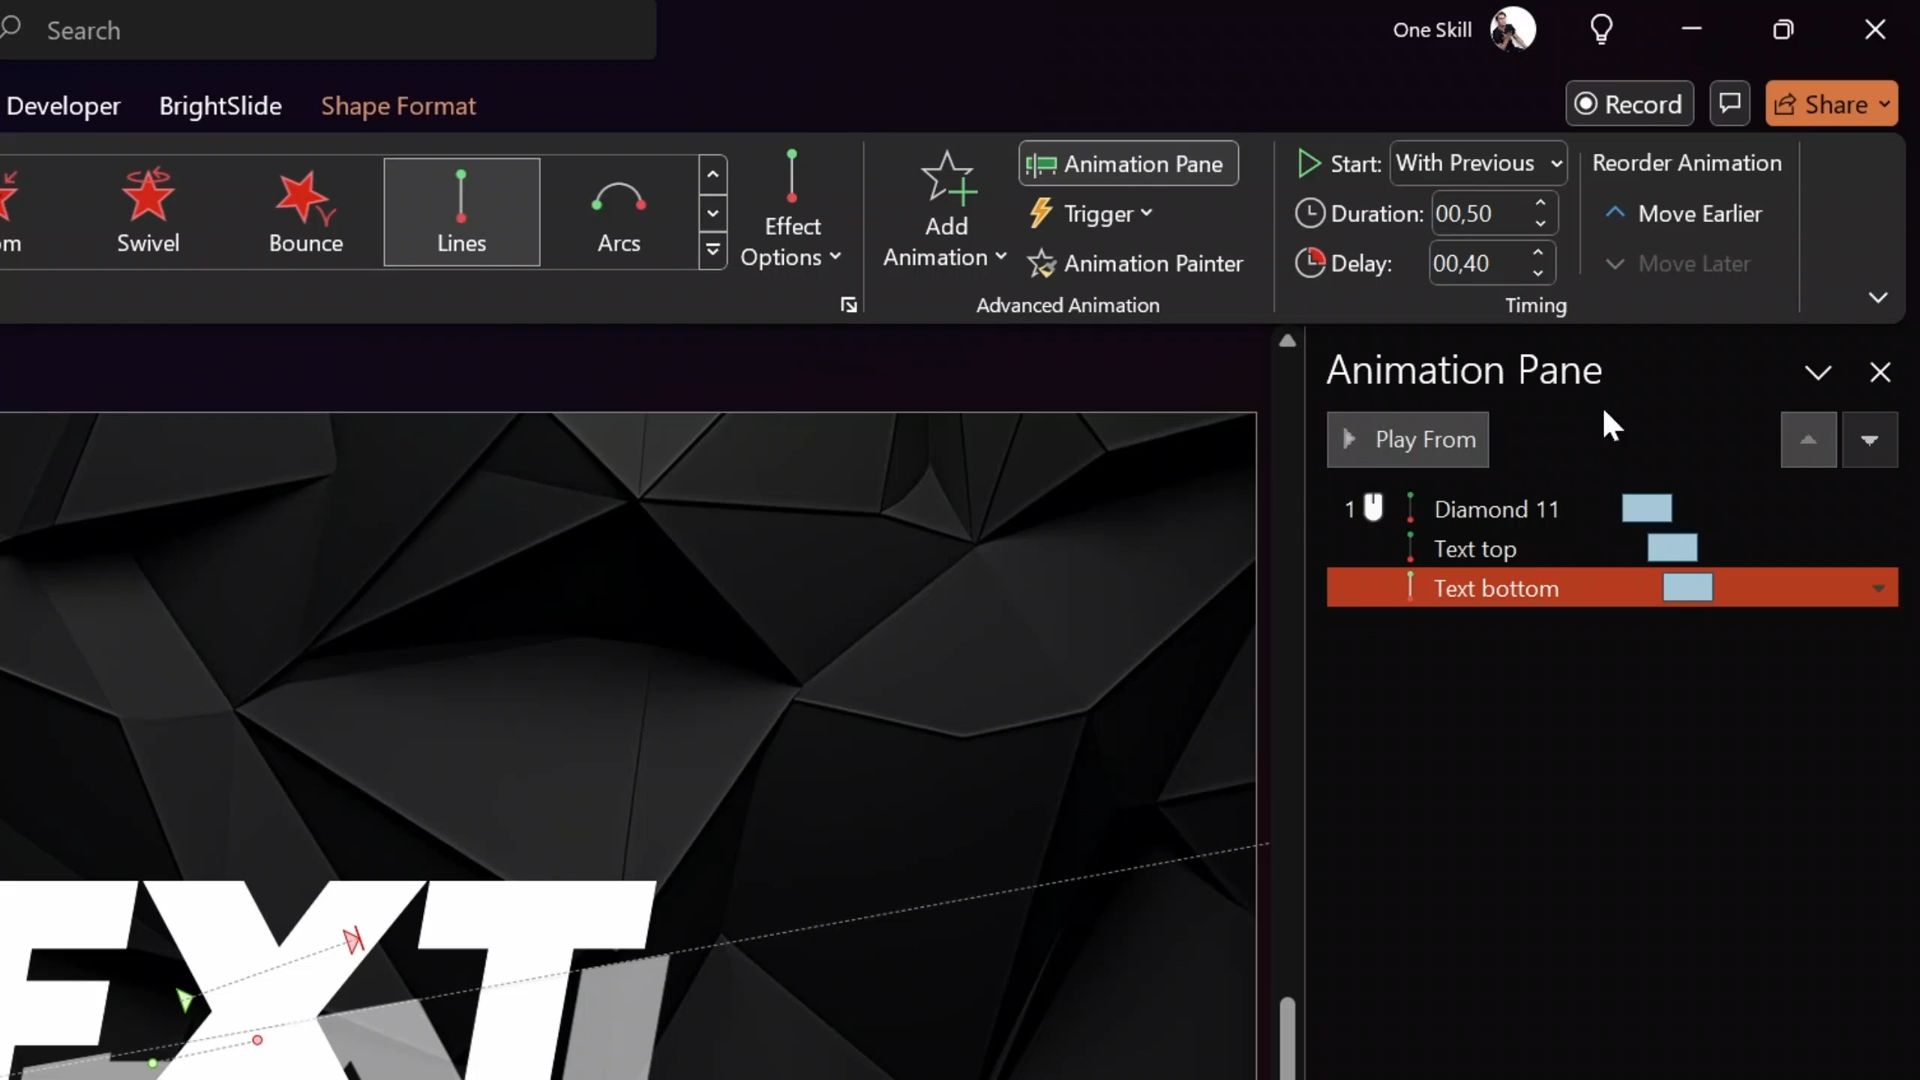 Search
One Skill
Developer
BrightSlide
Shape Format
Record
Share
om
Swivel
Bounce
Lines
Arcs
Effect
Options
Add
Animation
Animation Pane
Trigger
Animation Painter
Advanced Animation
Start: With Previous
Duration: 00,50
Delay: 00,40
Timing
Reorder Animation
Move Earlier
Move Later
Animation Pane
Play From
1 Diamond 11
Text top
Text bottom
EXT